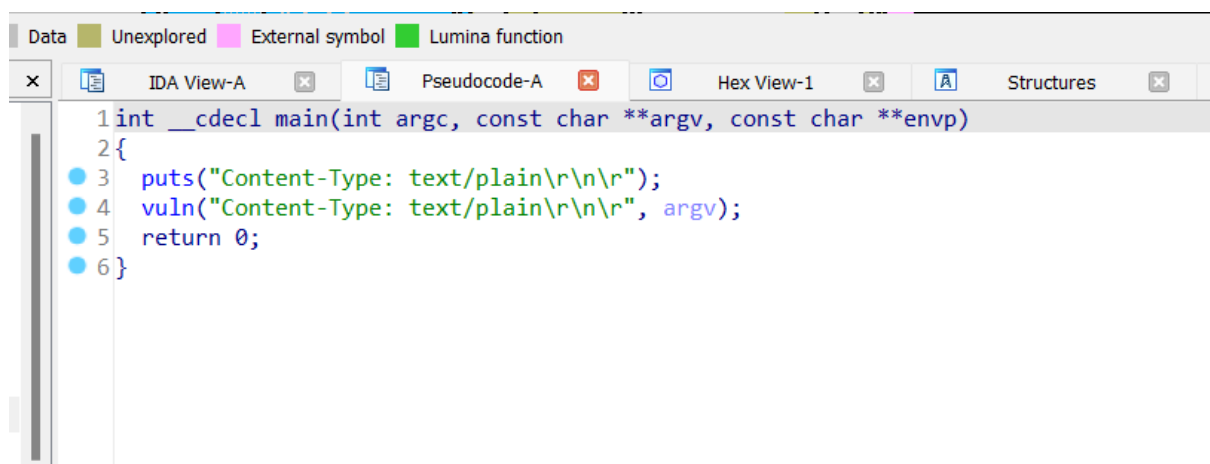 Data Unexplored External symbol Lumina function
IDA View-A Pseudocode-A Hex View-1 Structures
1 int __cdecl main(int argc, const char **argv, const char **envp)
2 {
3 puts("Content-Type: text/plain\r\n\r");
4 vuln("Content-Type: text/plain\r\n\r", argv);
5 return 0;
6 }